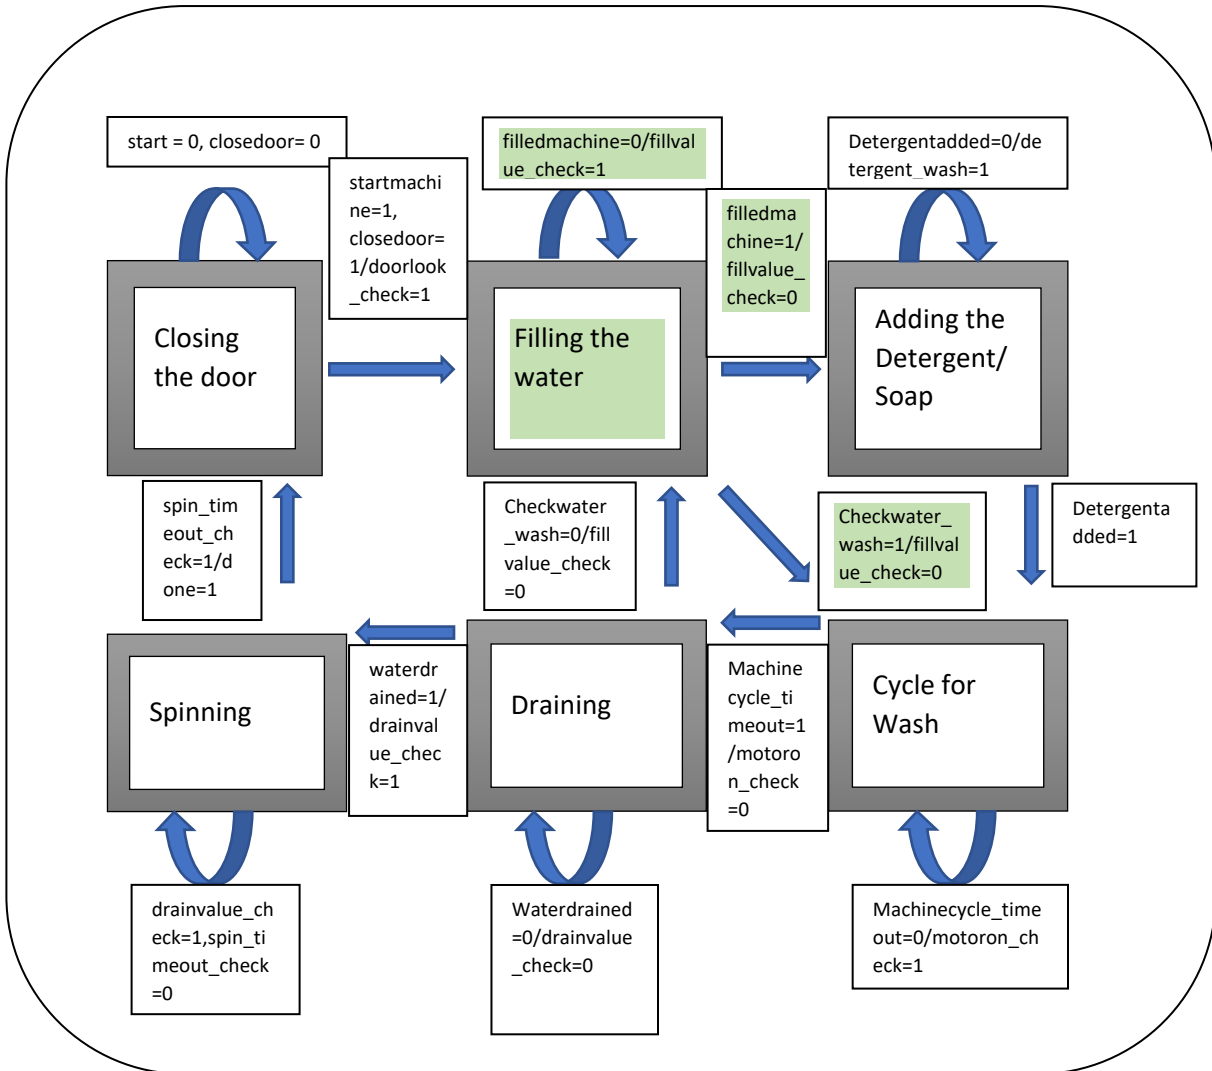 start = 0, closedoor= 0
startmachi
ne=1,
closedoor=
1/doorlook
_check=1
filledmachine=0/fillval
ue_check=1
filledma
chine=1/
fillvalue_
check=0
Detergentadded=0/de
tergent_wash=1
Closing
the door
Filling the
water
Adding the
Detergent/
Soap
spin_tim
eout_ch
eck=1/d
one=1
Checkwater
_wash=0/fill
value_check
=0
Checkwater_
wash=1/fillval
ue_check=0
Detergenta
dded=1
Spinning
waterdr
ained=1/
drainval
ue_chec
k=1
Draining
Machine
cycle_ti
meout=1
/motoro
n_check
=0
Cycle for
Wash
drainvalue_ch
eck=1,spin_ti
meout_check
=0
Waterdrained
=0/drainvalue
_check=0
Machinecycle_time
out=0/motoron_ch
eck=1